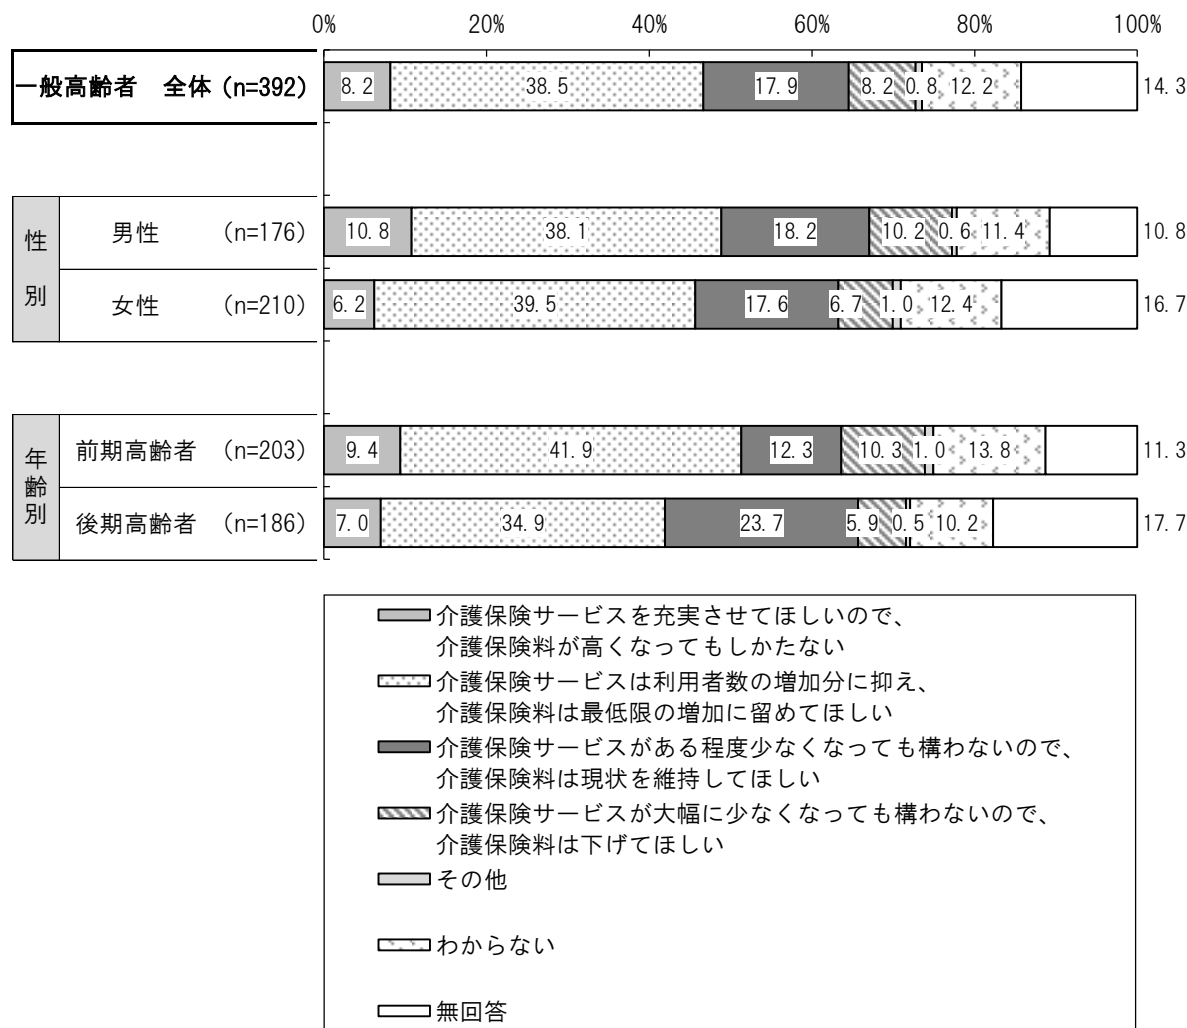 0% 20% 40% 60% 80% 100%
一般高齢者　全体 (n=392) 8.2 38.5 17.9 8.2 0.8 12.2 14.3
性別
男性 (n=176) 10.8 38.1 18.2 10.2 0.6 11.4 10.8
女性 (n=210) 6.2 39.5 17.6 6.7 1.0 12.4 16.7
年齢別
前期高齢者 (n=203) 9.4 41.9 12.3 10.3 1.0 13.8 11.3
後期高齢者 (n=186) 7.0 34.9 23.7 5.9 0.5 10.2 17.7
介護保険サービスを充実させてほしいので、
介護保険料が高くなってもしかたない
介護保険サービスは利用者数の増加分に抑え、
介護保険料は最低限の増加に留めてほしい
介護保険サービスがある程度少なくなっても構わないので、
介護保険料は現状を維持してほしい
介護保険サービスが大幅に少なくなっても構わないので、
介護保険料は下げてほしい
その他
わからない
無回答